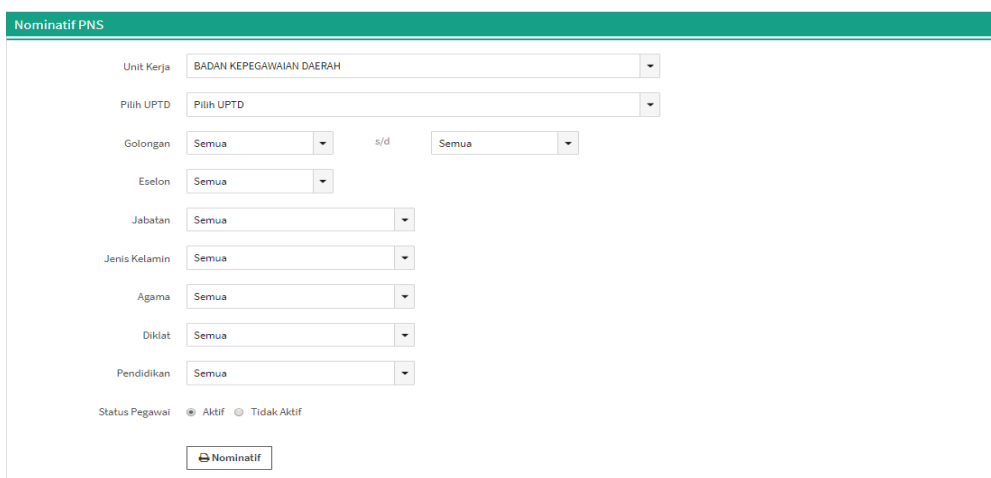 Nominatif PNS
Unit Kerja BADAN KEPEGAWAIAN DAERAH
Pilih UPTD Pilih UPTD
Golongan Semua s/d Semua
Eselon Semua
Jabatan Semua
Jenis Kelamin Semua
Agama Semua
Diklat Semua
Pendidikan Semua
Status Pegawai Aktif Tidak Aktif
Nominatif